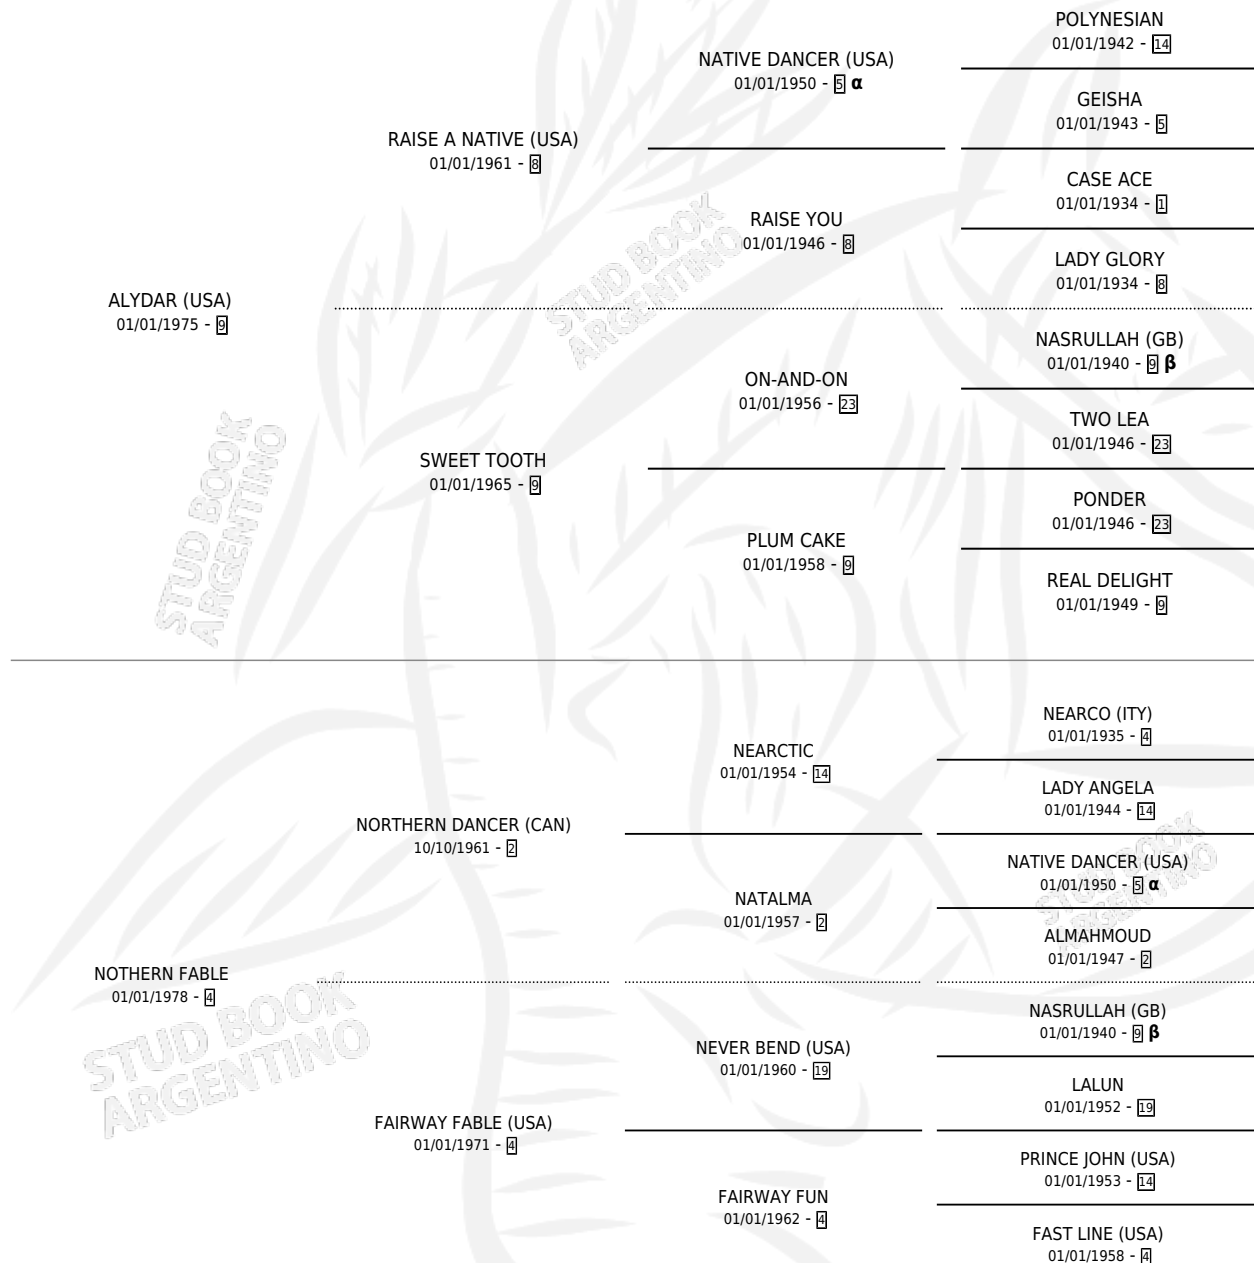 POLYNESIAN
01/01/1942 - 14
NATIVE DANCER (USA)
01/01/1950 - 5 α
GEISHA
01/01/1943 - 5
RAISE A NATIVE (USA)
01/01/1961 - 8
CASE ACE
01/01/1934 - 1
RAISE YOU
01/01/1946 - 8
LADY GLORY
01/01/1934 - 8
ALYDAR (USA)
01/01/1975 - 9
STUD BOOK
ARGENTINO
NASRULLAH (GB)
01/01/1940 - 9 β
ON-AND-ON
01/01/1956 - 23
TWO LEA
01/01/1946 - 23
SWEET TOOTH
01/01/1965 - 9
PONDER
01/01/1946 - 23
PLUM CAKE
01/01/1958 - 9
REAL DELIGHT
01/01/1949 - 9
STUD BOOK
ARGENTINO
NEARCO (ITY)
01/01/1935 - 4
NEARCTIC
01/01/1954 - 14
LADY ANGELA
01/01/1944 - 14
NORTHERN DANCER (CAN)
10/10/1961 - 2
NATIVE DANCER (USA)
01/01/1950 - 5 α
NATALMA
01/01/1957 - 2
ALMAHMOUD
01/01/1947 - 2
STUD BOOK
ARGENTINO
NOTHERN FABLE
01/01/1978 - 4
NASRULLAH (GB)
01/01/1940 - 9 β
NEVER BEND (USA)
01/01/1960 - 19
LALUN
01/01/1952 - 19
STUD BOOK
ARGENTINO
FAIRWAY FABLE (USA)
01/01/1971 - 4
PRINCE JOHN (USA)
01/01/1953 - 14
FAIRWAY FUN
01/01/1962 - 4
FAST LINE (USA)
01/01/1958 - 4